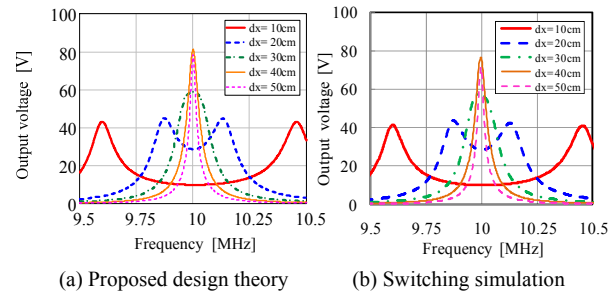 100
80
60
40
20
0
Output voltage [V]
dx= 10cm
dx= 20cm
dx= 30cm
dx= 40cm
dx= 50cm
9.5 9.75 10 10.25 10.5
Frequency [MHz]
(a) Proposed design theory
100
80
60
40
20
0
Output voltage [V]
dx=10cm
dx=20cm
dx=30cm
dx=40cm
dx=50cm
9.5 9.75 10 10.25 10.5
Frequency [MHz]
(b) Switching simulation